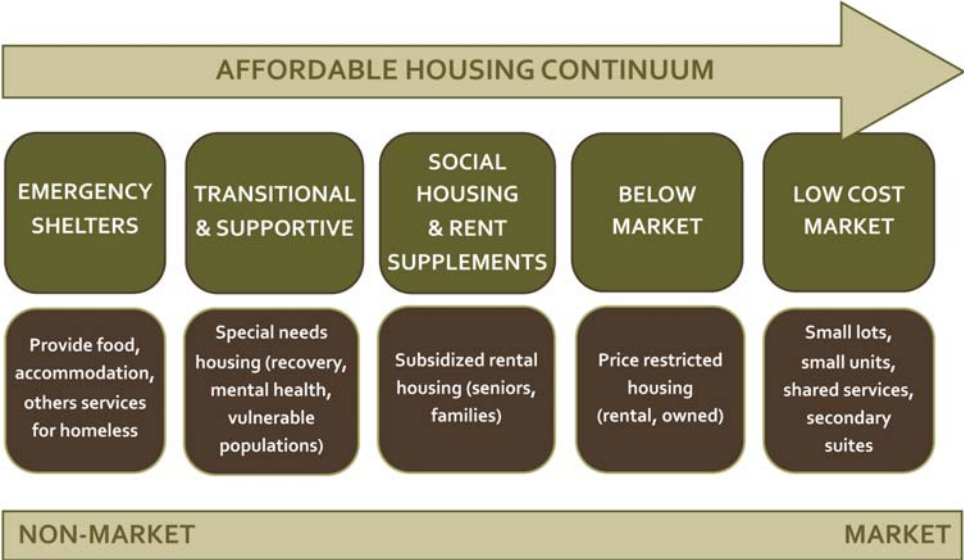 AFFORDABLE HOUSING CONTINUUM
EMERGENCY
SHELTERS
TRANSITIONAL
& SUPPORTIVE
SOCIAL
HOUSING
& RENT
SUPPLEMENTS
BELOW
MARKET
LOW COST
MARKET
Provide food,
accommodation,
others services
for homeless
Special needs
housing (recovery,
mental health,
vulnerable
populations)
Subsidized rental
housing (seniors,
families)
Price restricted
housing
(rental, owned)
Small lots,
small units,
shared services,
secondary
suites
NON-MARKET
MARKET